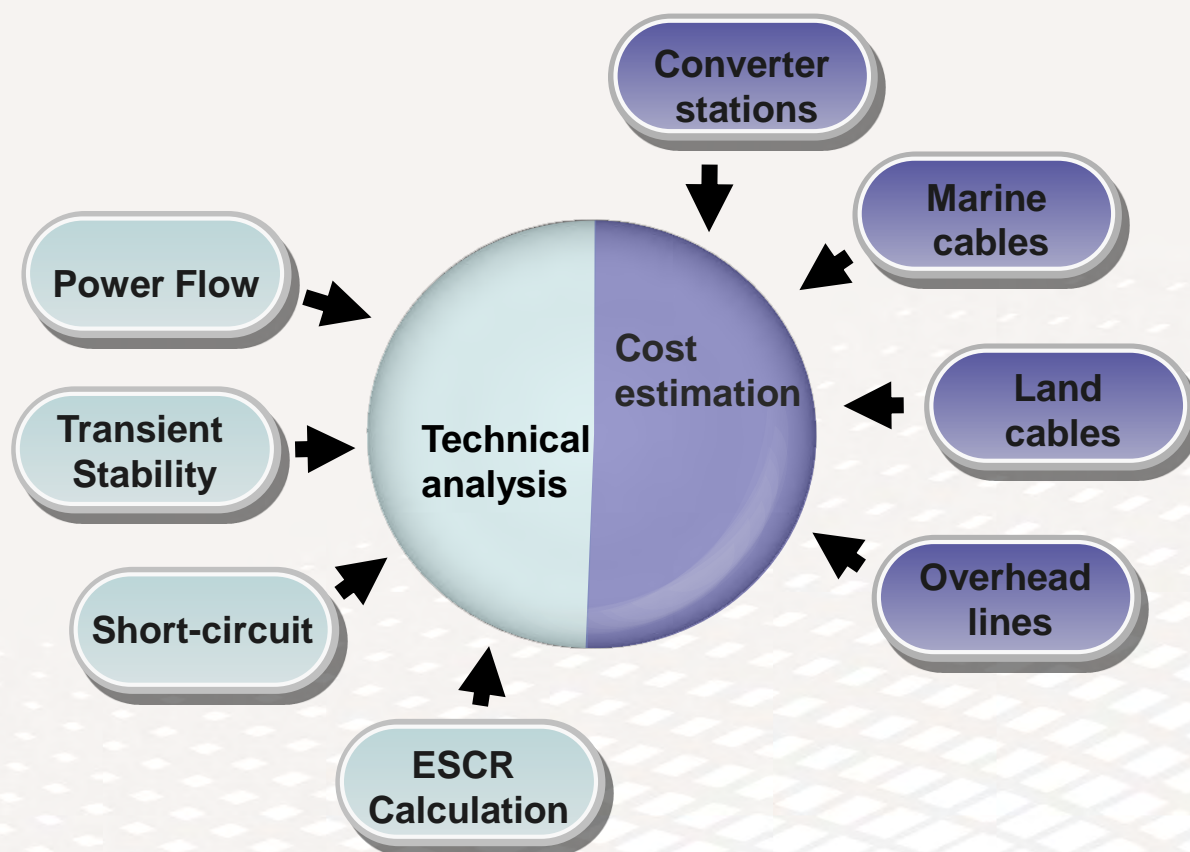 Converter
stations
Marine
cables
Power Flow
Cost
estimation
Land
cables
Transient
Stability
Technical
analysis
Overhead
lines
Short-circuit
ESCR
Calculation